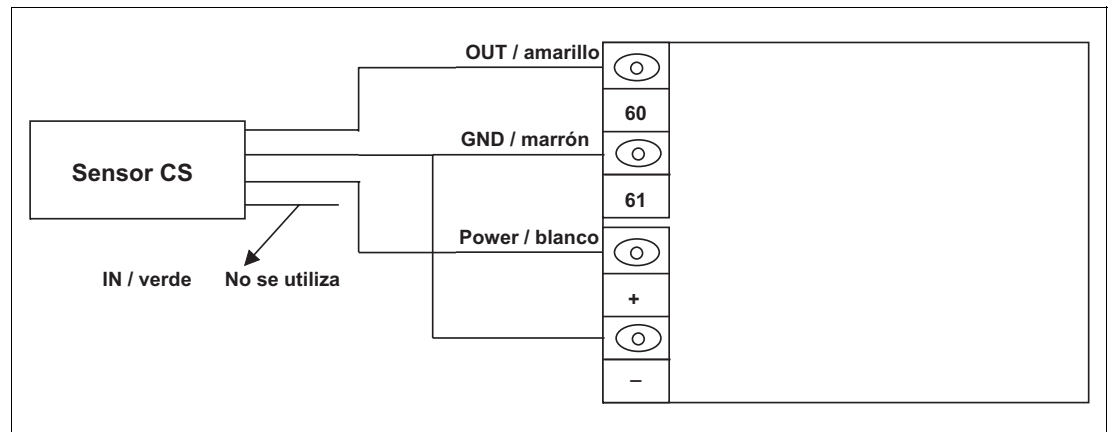 OUT / amarillo
60
GND / marrón
Sensor CS
61
Power / blanco
IN / verde No se utiliza
+
–